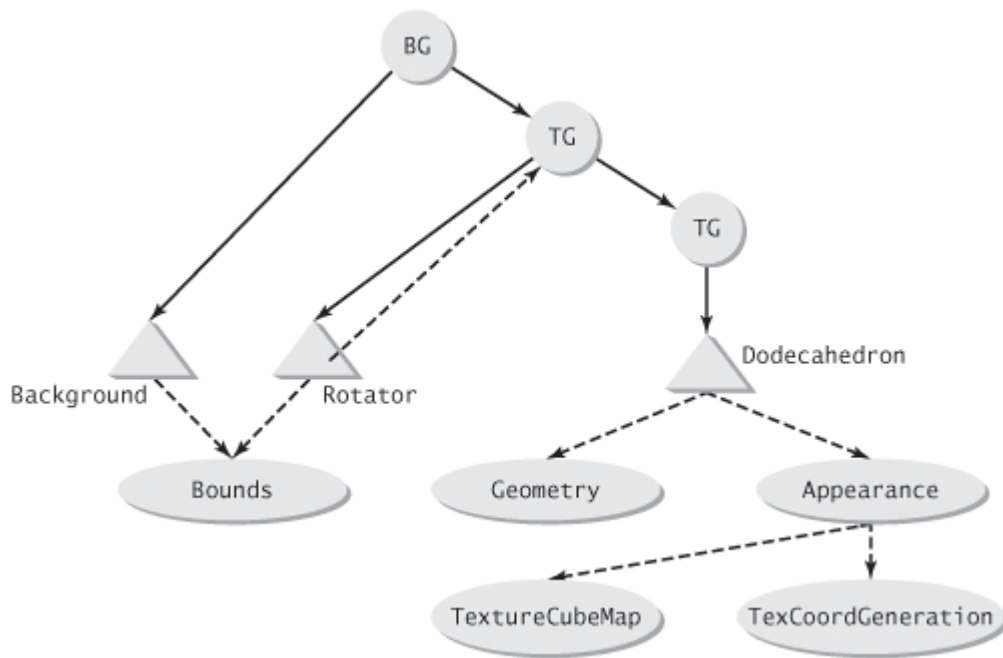 BG
TG
TG
Dodecahedron
Background
Rotator
Bounds
Geometry
Appearance
TextureCubeMap
TexCoordGeneration